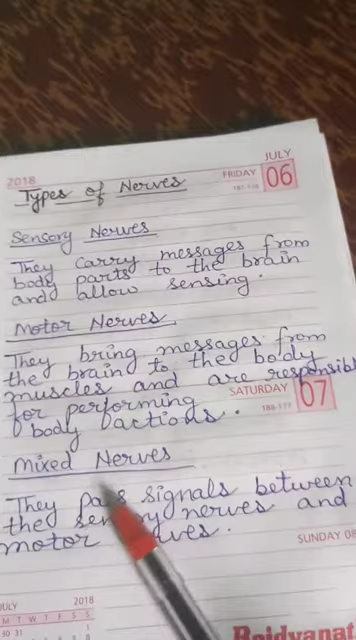 JULY
2018
FRIDAY 06
187-178
Types of Nerves
Sensory Nerves
They carry messages from
body parts to the brain
and allow sensing.
Motor Nerves
They bring messages from
the brain to the body
muscles and are responsibl
SATURDAY 07
188-177
for performing
body actions.
Mixed Nerves
They pass signals between
the nerves and
motor
SUNDAY 08
JULY 2018
M T W T F S S
30 31 1
Baidyanat